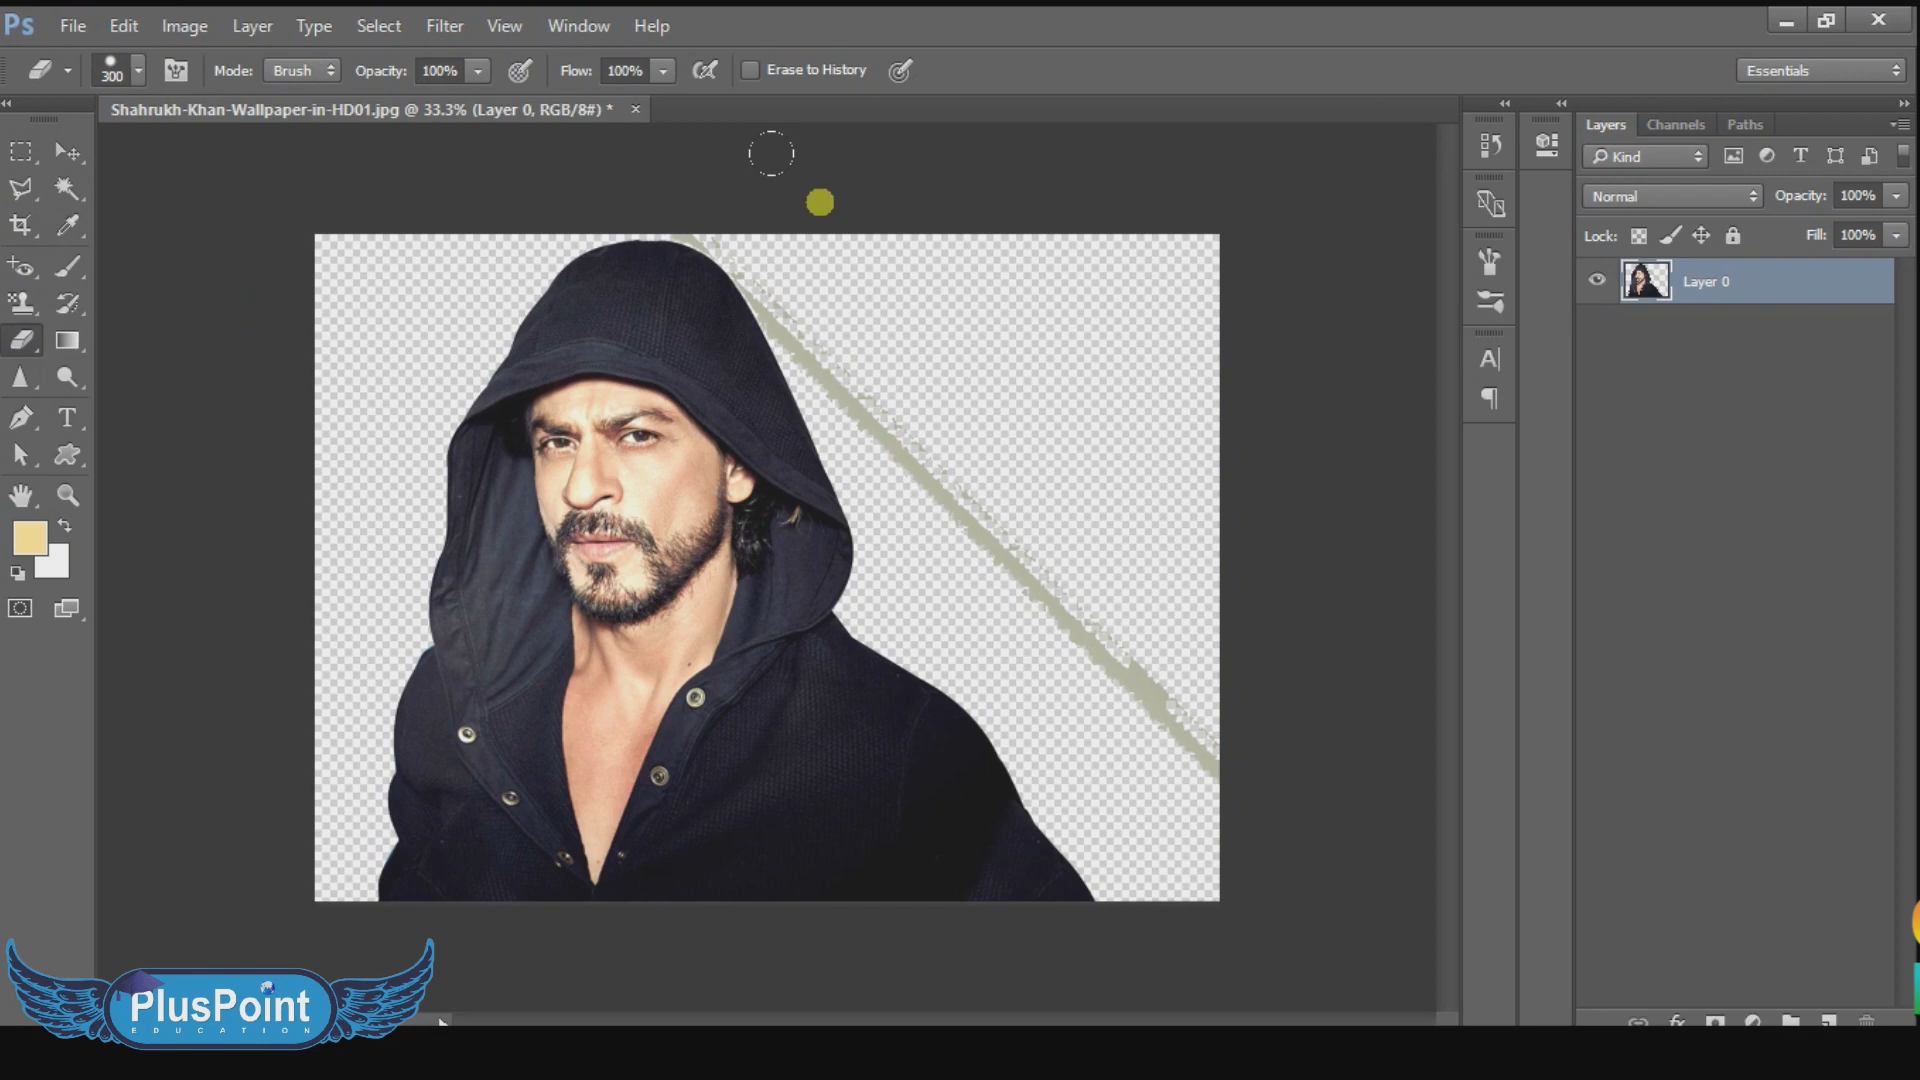 Ps File Edit Image Layer Type Select Filter View Window Help
300 Mode: Brush Opacity: 100% Flow: 100% Erase to History Essentials
Shahrukh-Khan-Wallpaper-in-HD01.jpg @ 33.3% (Layer 0, RGB/8#) * ×
Layers Channels Paths
Kind
Normal Opacity: 100%
Lock: Fill: 100%
Layer 0
PlusPoint
EDUCATION